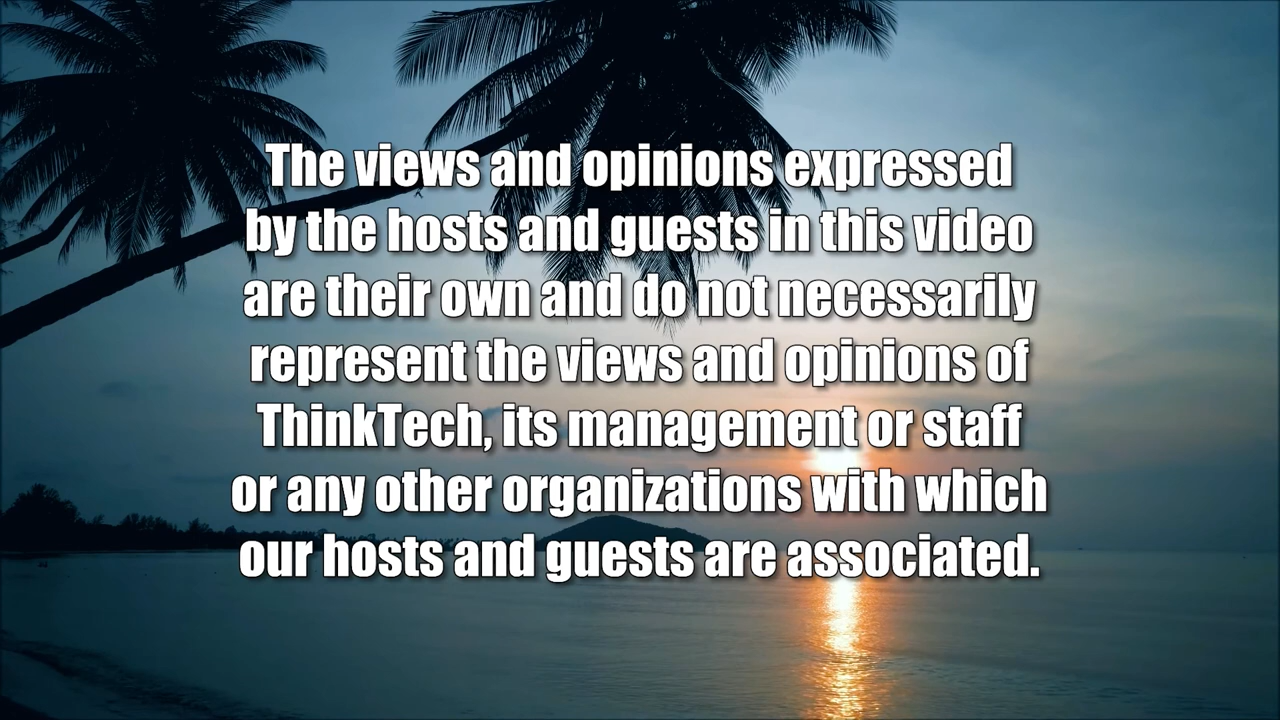 The views and opinions expressed
by the hosts and guests in this video
are their own and do not necessarily
represent the views and opinions of
ThinkTech, its management or staff
or any other organizations with which
our hosts and guests are associated.